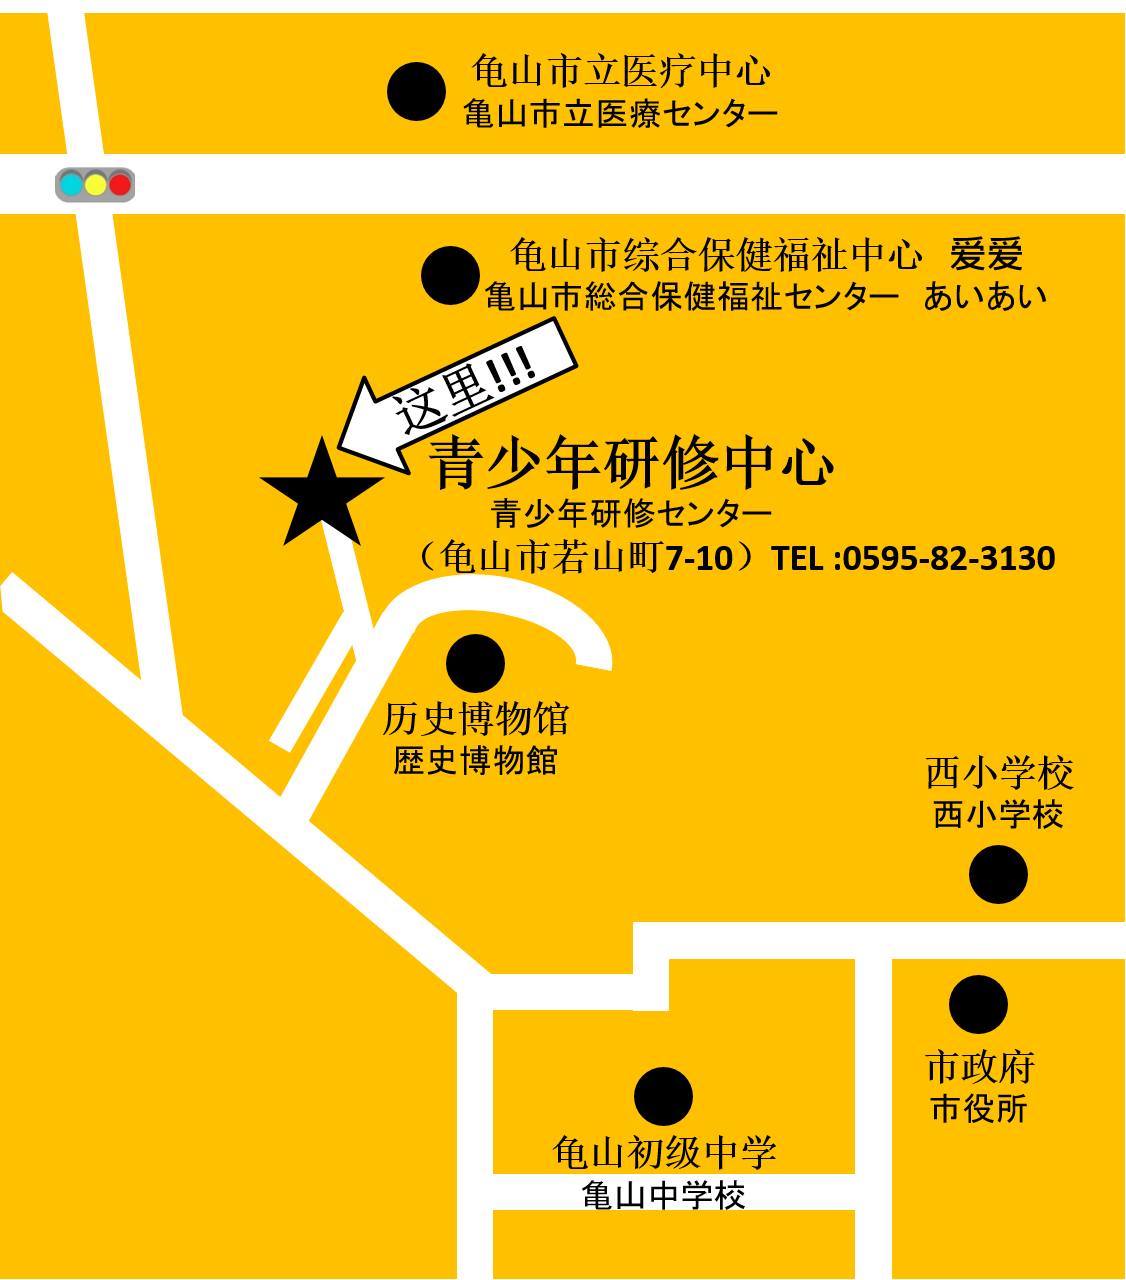 龟山市立医疗中心
亀山市立医療センター
龟山市综合保健福祉中心　爱爱
亀山市総合保健福祉センター　あいあい
这里!!!
青少年研修中心
青少年研修センター
（龟山市若山町7-10）TEL :0595-82-3130
历史博物馆
歴史博物館
西小学校
西小学校
市政府
市役所
龟山初级中学
亀山中学校